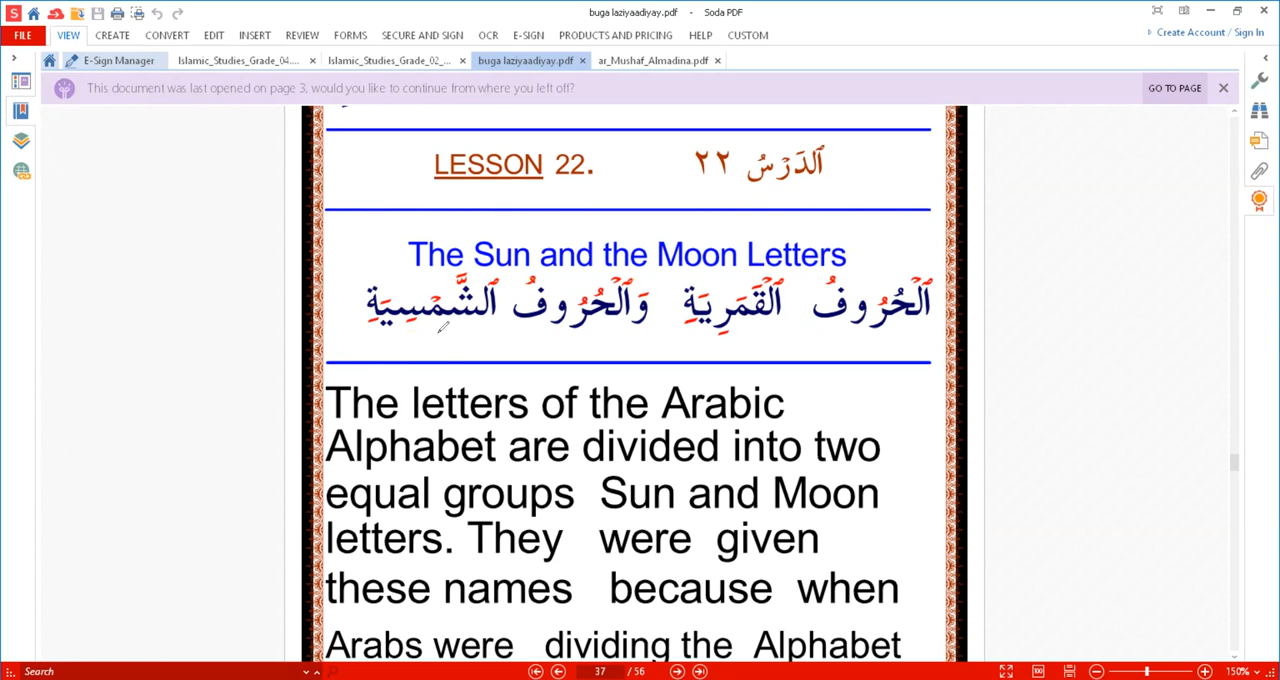 buga laziyaadiyay.pdf - Soda PDF
FILE VIEW CREATE CONVERT EDIT INSERT REVIEW FORMS SECURE AND SIGN OCR E-SIGN PRODUCTS AND PRICING HELP CUSTOM
Create Account / Sign In
E-Sign Manager Islamic_Studies_Grade_04.... Islamic_Studies_Grade_02_... buga laziyaadiyay.pdf ar_Mushaf_Almadina.pdf
This document was last opened on page 3, would you like to continue from where you left off? GO TO PAGE
LESSON 22. اَلدَرْسُ ٢٢
The Sun and the Moon Letters
اَلْحُرُوفُ الْقَمَرِيَةِ وَالْحُرُوفُ الشَّمْسِيَةِ
The letters of the Arabic
Alphabet are divided into two
equal groups Sun and Moon
letters. They were given
these names because when
Arabs were dividing the Alphabet
Search 37 / 56 150%